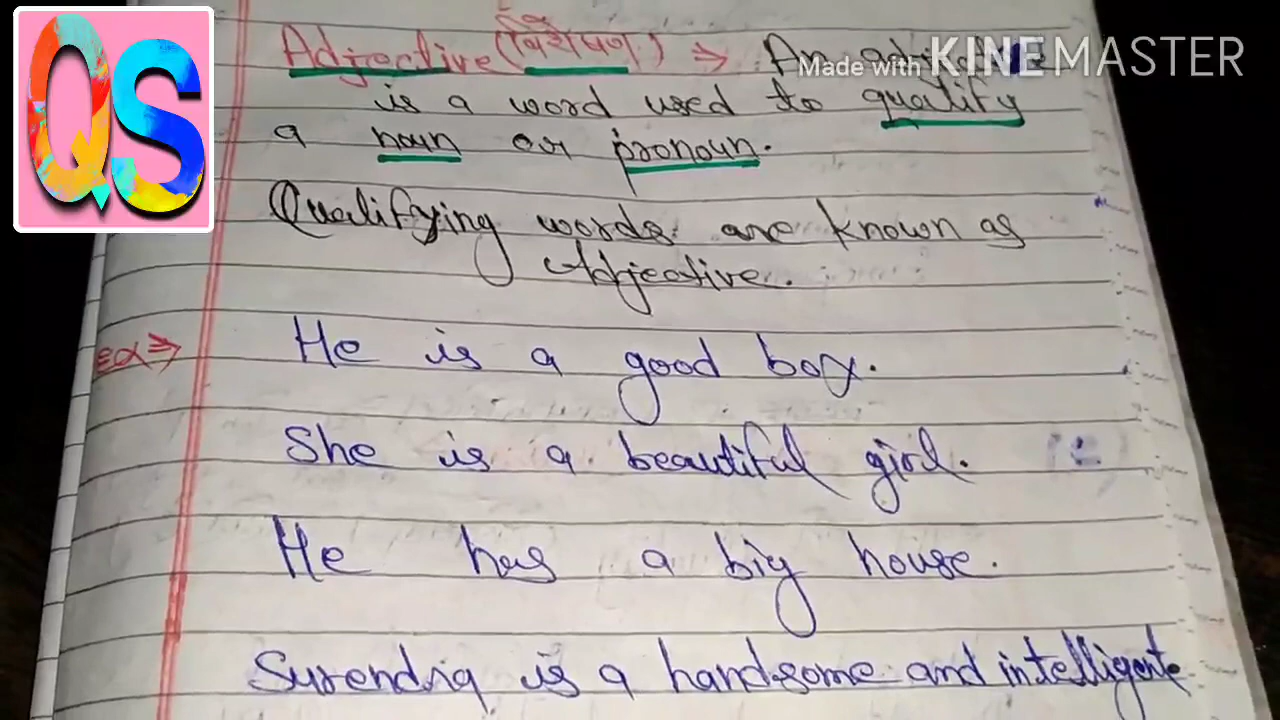 QS
Adjective (विशेषण) ⇒ An adjective
Made with KINEMASTER
is a word used to qualify
a noun or pronoun.
Qualifying words are known as
Adjective.
ex ⇒ He is a good boy.
She is a beautiful girl.
He has a big house.
Surendra is a handsome and intelligente